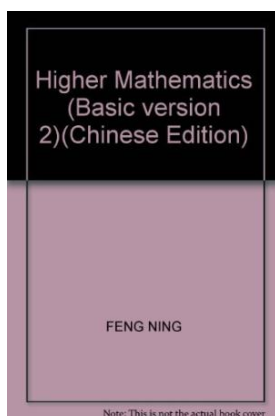 Higher Mathematics
(Basic version
2)(Chinese Edition)
FENG NING
Note: This is not the actual book cover